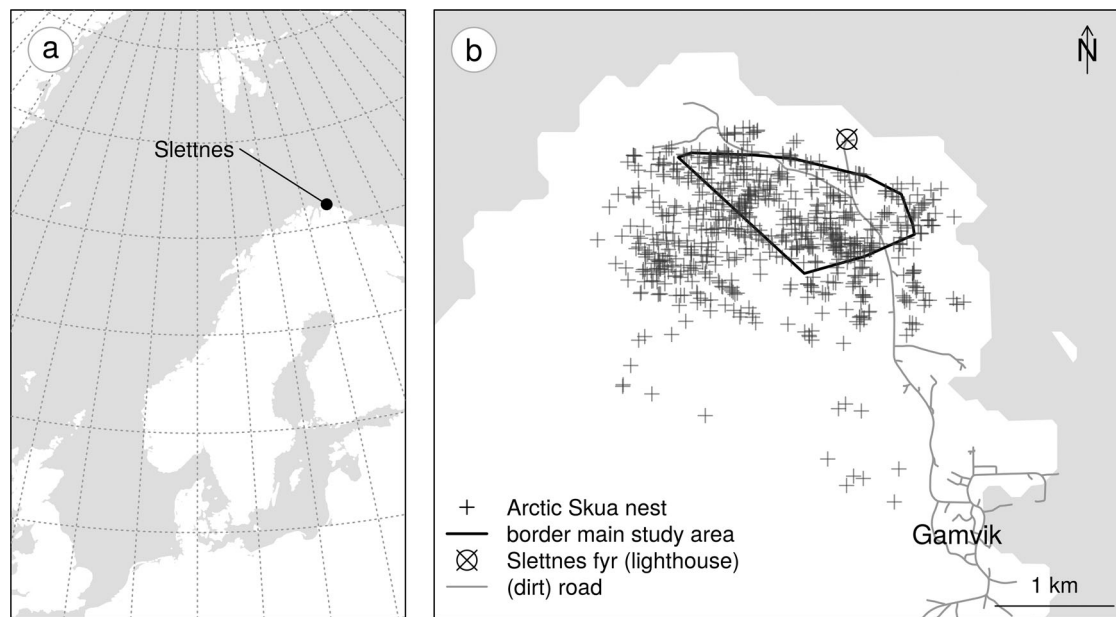 a
Slettnes
b
N
Arctic Skua nest
border main study area
Slettnes fyr (lighthouse)
(dirt) road
Gamvik
1 km